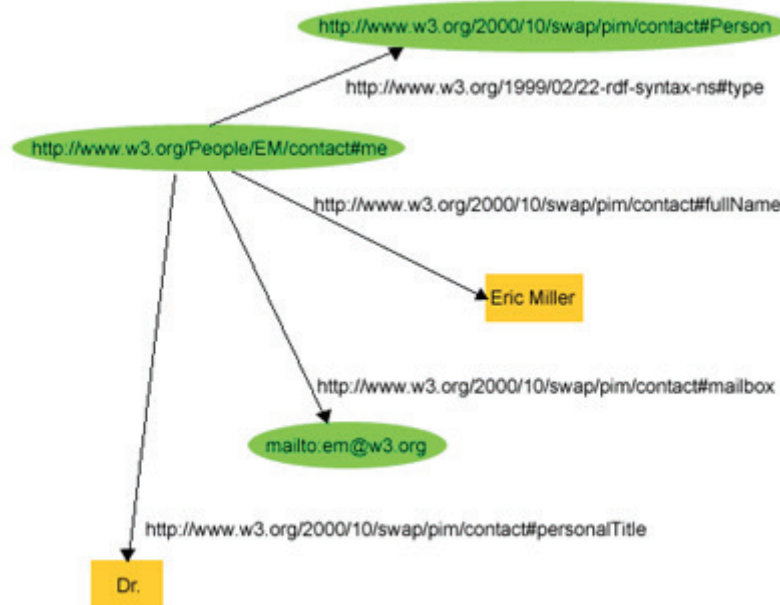 http://www.w3.org/2000/10/swap/pim/contact#Person
http://www.w3.org/1999/02/22-rdf-syntax-ns#type
http://www.w3.org/People/EM/contact#me
http://www.w3.org/2000/10/swap/pim/contact#fullName
Eric Miller
http://www.w3.org/2000/10/swap/pim/contact#mailbox
mailto:em@w3.org
http://www.w3.org/2000/10/swap/pim/contact#personalTitle
Dr.